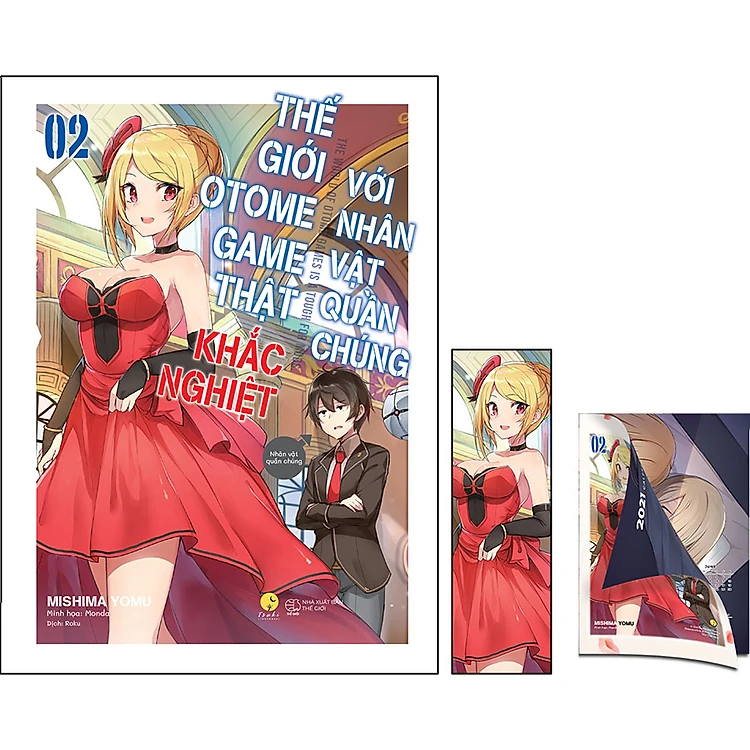 02
THẾ
GIỚI
OTOME
GAME
THẬT
KHẮC
NGHIỆT
VỚI
NHÂN
VẬT
QUẦN
CHÚNG
THE WORLD OF OTOME GAMES IS A TOUGH FOR
Nhân vật
quần chúng
MISHIMA YOMU
Minh họa: Monda
Dịch: Roku
Tsuki
LIGHTNOVEL
NHÀ XUẤT BẢN
THẾ GIỚI
02
2021
MISHIMA YOMU